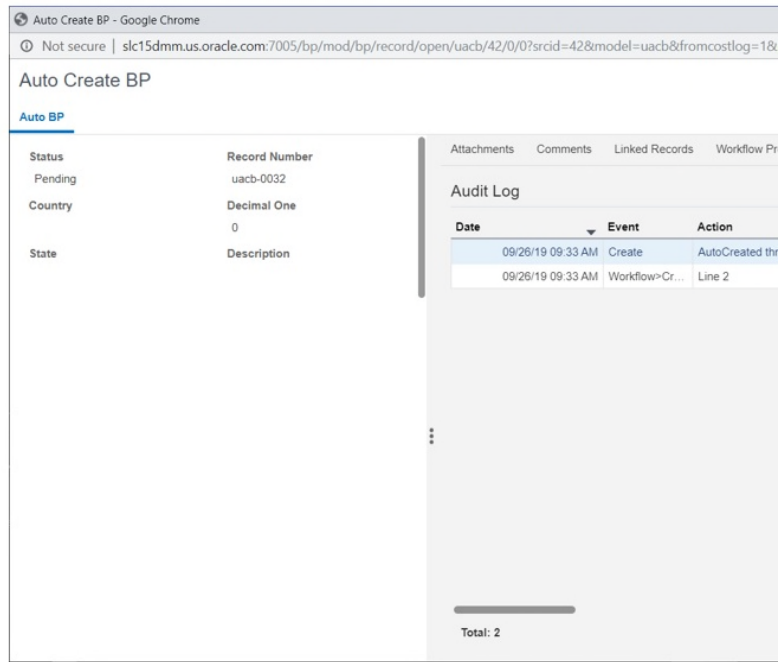 Auto Create BP - Google Chrome
Not secure | slc15dmm.us.oracle.com:7005/bp/mod/bp/record/open/uacb/42/0/0?srcid=42&model=uacb&fromcostlog=1&
Auto Create BP
Auto BP
Status Record Number
Pending uacb-0032
Country Decimal One
0
State Description
Attachments Comments Linked Records Workflow Pr
Audit Log
Date Event Action
09/26/19 09:33 AM Create AutoCreated thr
09/26/19 09:33 AM Workflow>Cr... Line 2
Total: 2